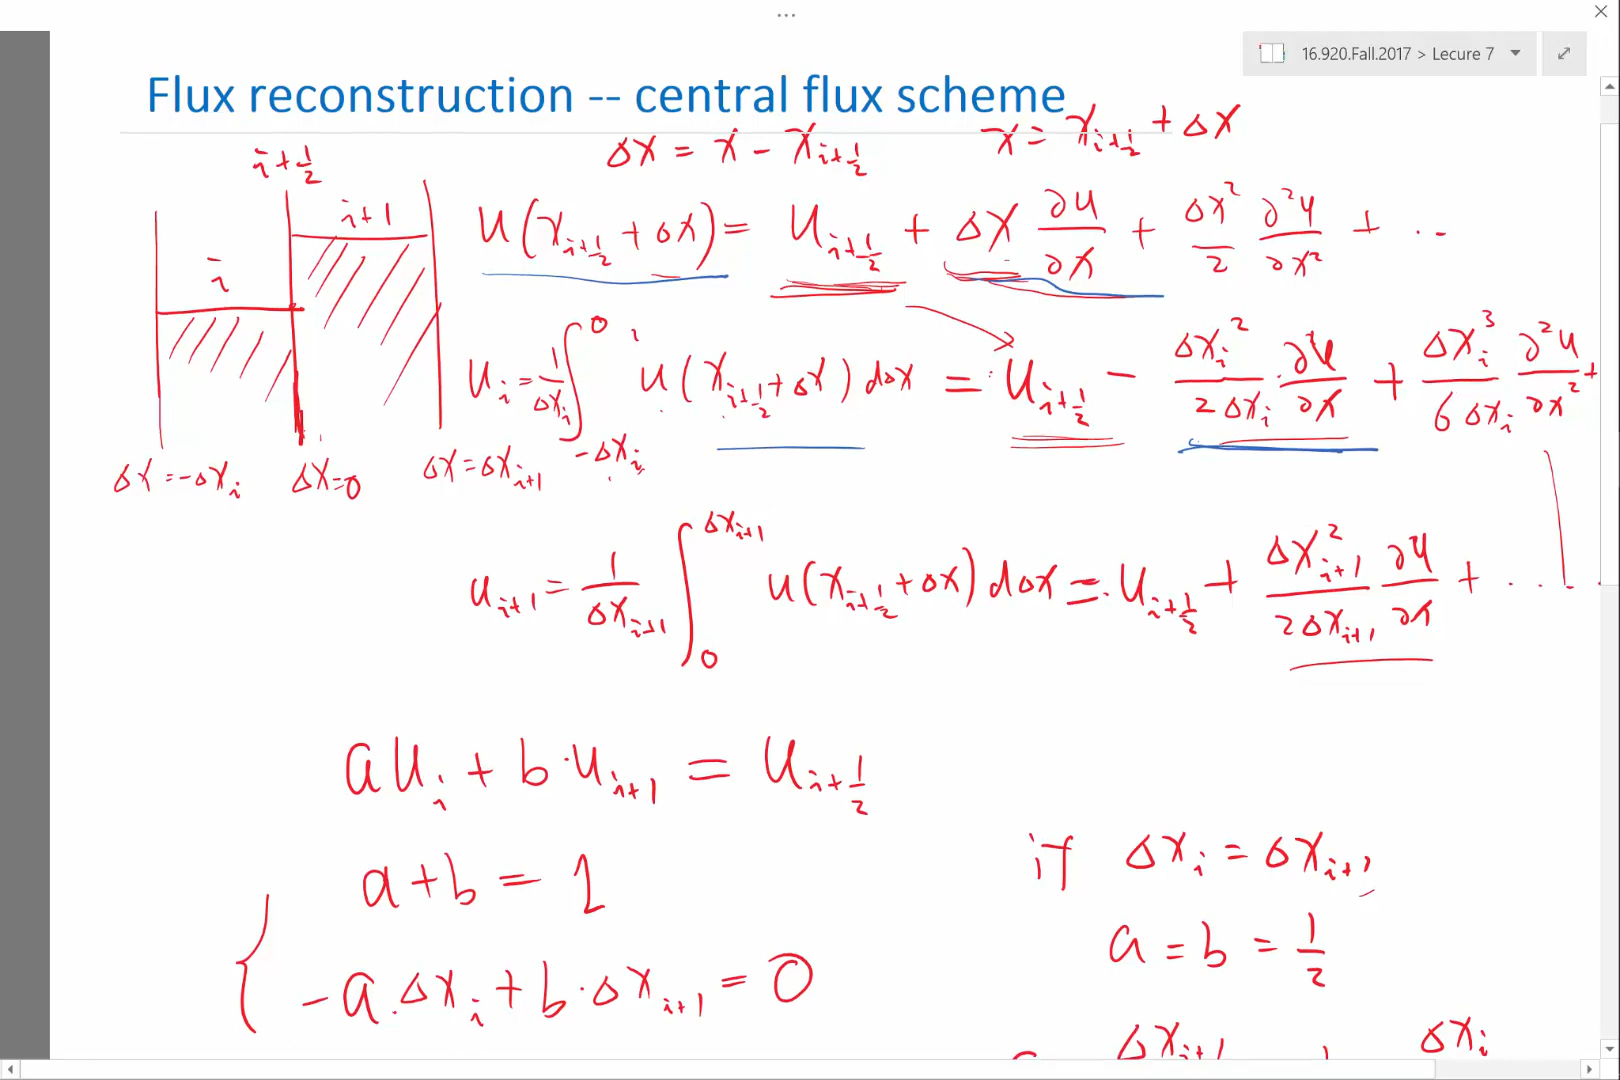 ...
16.920.Fall.2017 > Lecure 7
Flux reconstruction -- central flux scheme
Δx = x - x_{i+1/2}    x = x_{i+1/2} + Δx
i+1/2
i+1
i
u(x_{i+1/2} + Δx) = u_{i+1/2} + Δx ∂u/∂x + Δx²/2 ∂²u/∂x² + ...
u_i = 1/Δx_i ∫_{-Δx_i}^{0} u(x_{i+1/2} + Δx) dΔx = u_{i+1/2} - Δx_i²/(2Δx_i) · ∂u/∂x + Δx_i³/(6Δx_i) ∂²u/∂x² +
Δx = -Δx_i    Δx = 0    Δx = Δx_{i+1}
u_{i+1} = 1/Δx_{i+1} ∫_{0}^{Δx_{i+1}} u(x_{i+1/2} + Δx) dΔx = u_{i+1/2} + Δx_{i+1}²/(2Δx_{i+1}) ∂u/∂x + ....
a u_i + b · u_{i+1} = u_{i+1/2}
a + b = 1
-a · Δx_i + b · Δx_{i+1} = 0
if Δx_i = Δx_{i+1}
a = b = 1/2
Δx_{i+1}    Δx_i